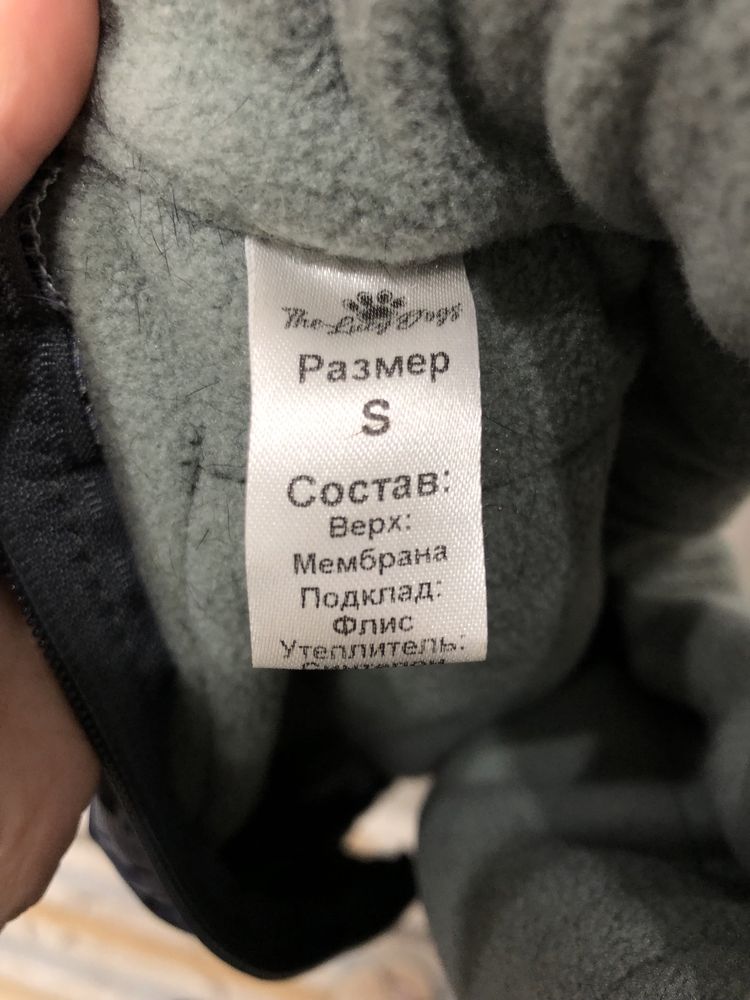 The Lucky Dogs
Размер
S
Состав:
Верх:
Мембрана
Подклад:
Флис
Утеплитель: